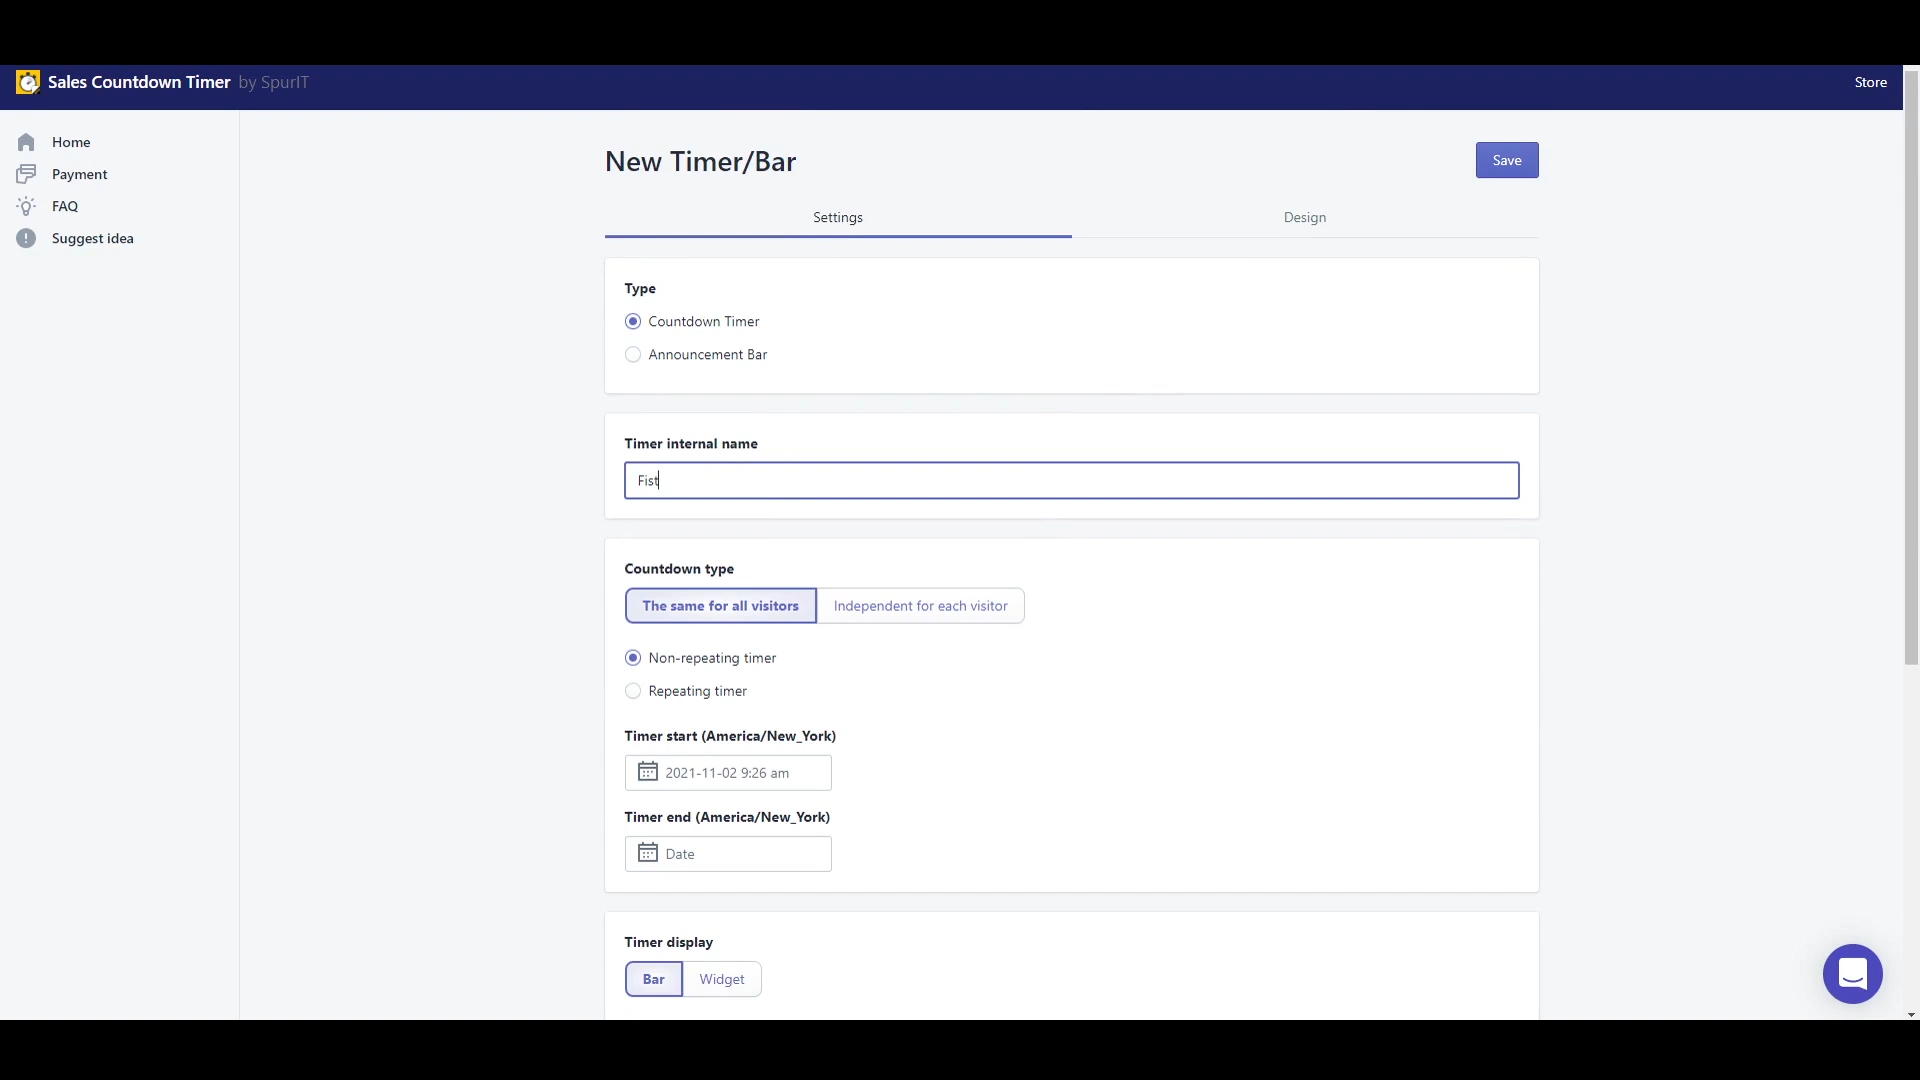 Sales Countdown Timer by SpurIT
Store
Home
Payment
FAQ
Suggest idea
New Timer/Bar
Save
Settings
Design
Type
Countdown Timer
Announcement Bar
Timer internal name
Fist
Countdown type
The same for all visitors
Independent for each visitor
Non-repeating timer
Repeating timer
Timer start (America/New_York)
2021-11-02 9:26 am
Timer end (America/New_York)
Date
Timer display
Bar
Widget